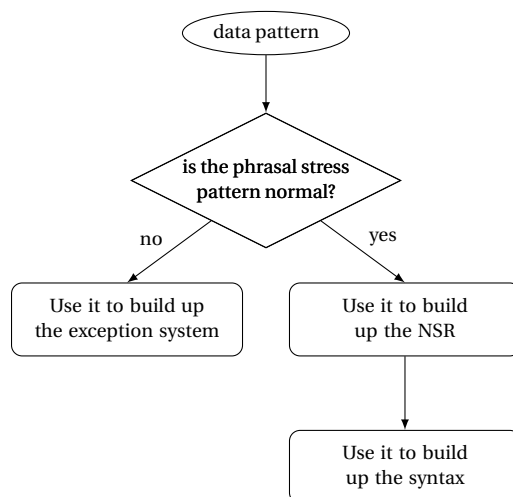 data pattern
is the phrasal stress
pattern normal?
no
yes
Use it to build up
the exception system
Use it to build
up the NSR
Use it to build
up the syntax